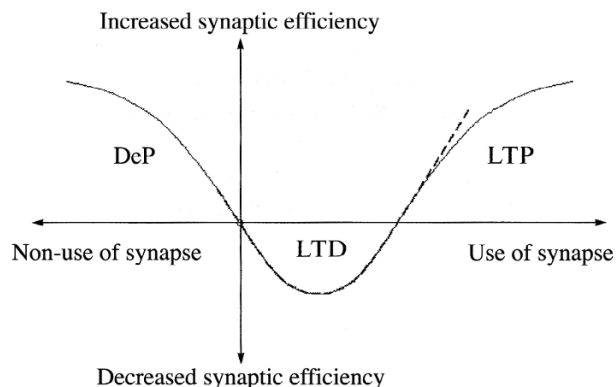 Increased synaptic efficiency
DeP
LTP
LTD
Non-use of synapse
Use of synapse
Decreased synaptic efficiency